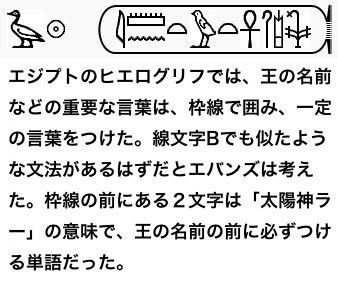 𓅭𓇳 𓍹𓇋𓏠𓈖𓏏𓅱𓏏𓋹𓋾𓉺𓇗𓍺
エジプトのヒエログリフでは、王の名前
などの重要な言葉は、枠線で囲み、一定
の言葉をつけた。線文字Bでも似たよう
な文法があるはずだとエバンズは考え
た。枠線の前にある２文字は「太陽神ラ
ー」の意味で、王の名前の前に必ずつけ
る単語だった。